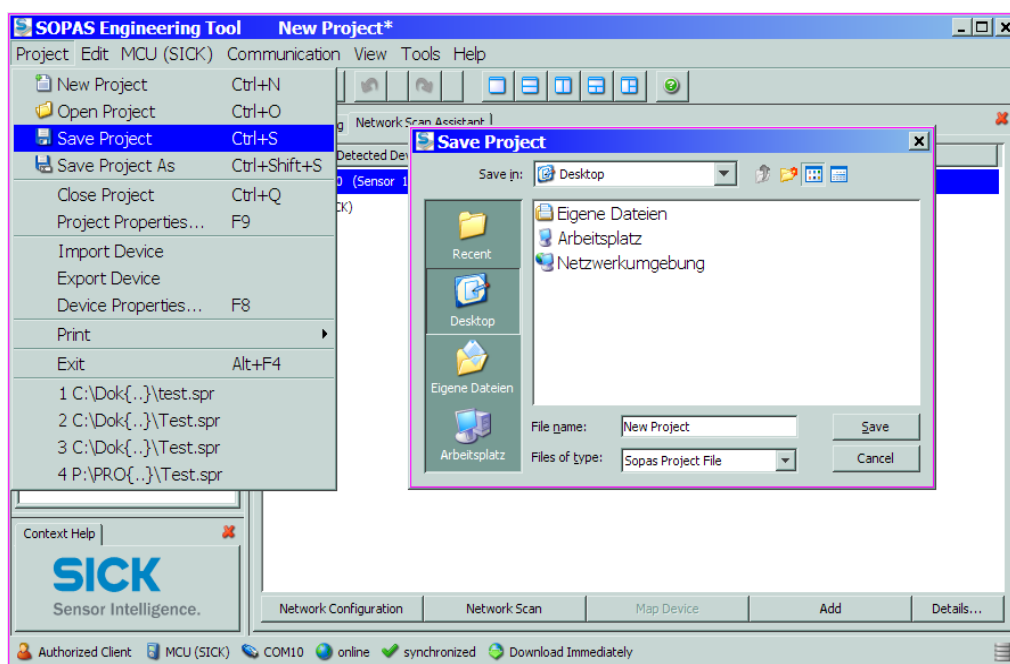 SOPAS Engineering Tool New Project*
Project Edit MCU (SICK) Communication View Tools Help
New Project Ctrl+N
Open Project Ctrl+O
Save Project Ctrl+S
Save Project As Ctrl+Shift+S
Close Project Ctrl+Q
Project Properties... F9
Import Device
Export Device
Device Properties... F8
Print
Exit Alt+F4
1 C:\Dok{..}\test.spr
2 C:\Dok{..}\Test.spr
3 C:\Dok{..}\Test.spr
4 P:\PRO{..}\Test.spr
Network Scan Assistant
Detected Dev
(Sensor 1
Save Project
Save in: Desktop
Recent
Desktop
Eigene Dateien
Arbeitsplatz
Eigene Dateien
Arbeitsplatz
Netzwerkumgebung
File name: New Project Save
Files of type: Sopas Project File Cancel
Context Help
SICK
Sensor Intelligence.
Network Configuration Network Scan Map Device Add Details...
Authorized Client MCU (SICK) COM10 online synchronized Download Immediately